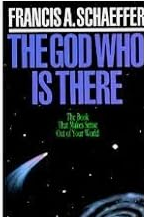 FRANCIS A. SCHAEFFER
THE GOD WHO
IS THERE
The Book
That Makes Sense
Out of Your World